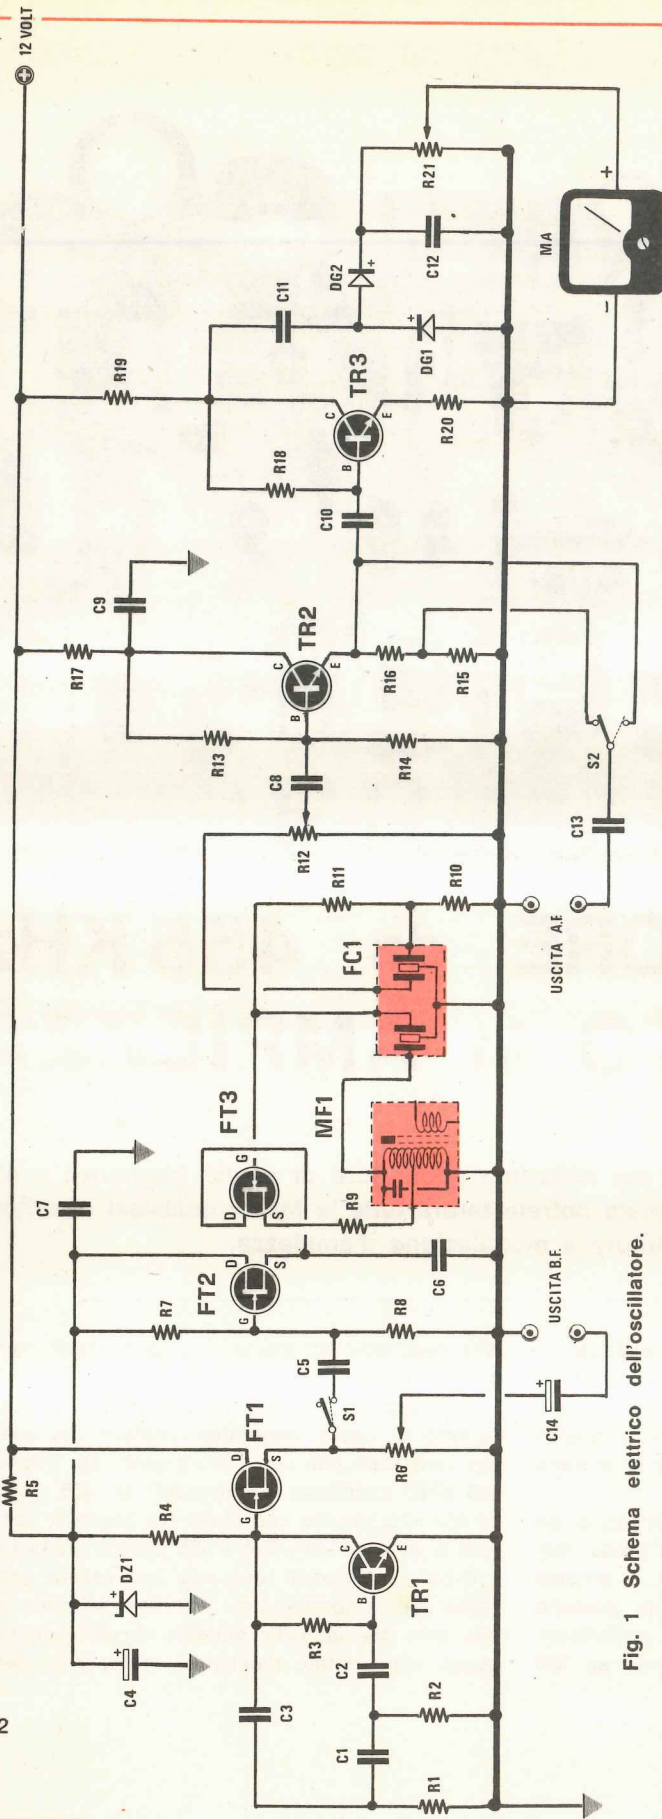 2
12 VOLT
R5
C4
DZ1
R4
C3
R3
C1
C2
R1
R2
C
B
E
TR1
D
G
S
FT1
S1
R6
C5
R7
R8
C7
D
G
S
FT2
C6
C14
USCITA B.F.
D
G
S
FT3
R9
MF1
FC1
R11
R10
R12
USCITA A.F.
C13
S2
C8
R13
R14
R17
C9
C
B
E
TR2
R16
R15
C10
R18
R19
C
B
E
TR3
R20
C11
DG1
DG2
C12
R21
MA
+
−
Fig. 1 Schema elettrico dell'oscillatore.